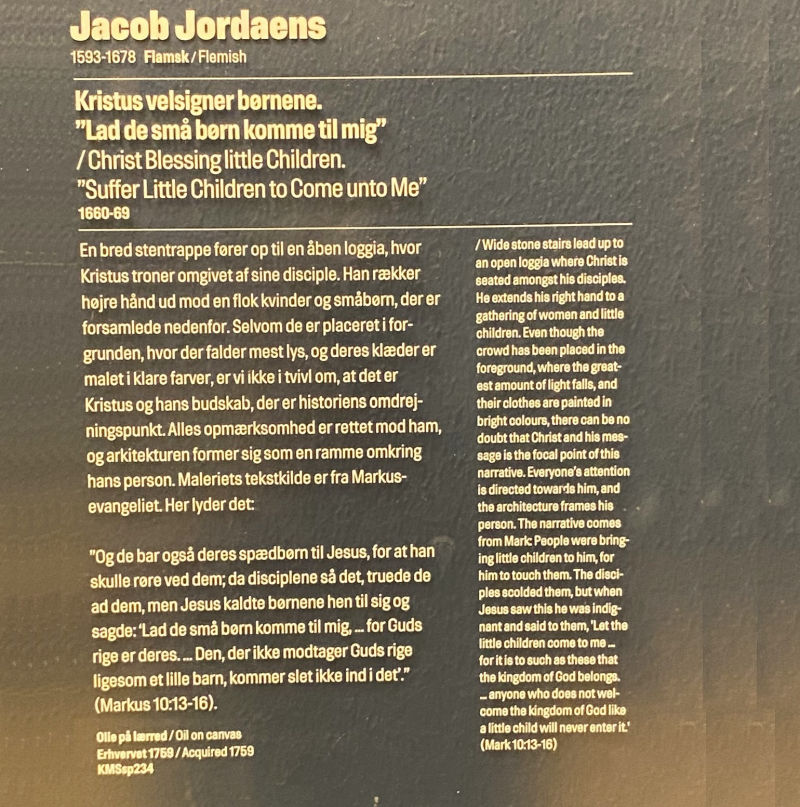 Jacob Jordaens
1593-1678 Flamsk / Flemish
Kristus velsigner børnene.
”Lad de små børn komme til mig”
/ Christ Blessing little Children.
”Suffer Little Children to Come unto Me”
1660-69
En bred stentrappe fører op til en åben loggia, hvor
Kristus troner omgivet af sine disciple. Han rækker
højre hånd ud mod en flok kvinder og småbørn, der er
forsamlede nedenfor. Selvom de er placeret i for-
grunden, hvor der falder mest lys, og deres klæder er
malet i klare farver, er vi ikke i tvivl om, at det er
Kristus og hans budskab, der er historiens omdrej-
ningspunkt. Alles opmærksomhed er rettet mod ham,
og arkitekturen former sig som en ramme omkring
hans person. Maleriets tekstkilde er fra Markus-
evangeliet. Her lyder det:
”Og de bar også deres spædbørn til Jesus, for at han
skulle røre ved dem; da disciplene så det, truede de
ad dem, men Jesus kaldte børnene hen til sig og
sagde: ‘Lad de små børn komme til mig, ... for Guds
rige er deres. ... Den, der ikke modtager Guds rige
ligesom et lille barn, kommer slet ikke ind i det’.”
(Markus 10:13-16).
Olie på lærred / Oil on canvas
Erhvervet 1759 / Acquired 1759
KMSsp234
/ Wide stone stairs lead up to
an open loggia where Christ is
seated amongst his disciples.
He extends his right hand to a
gathering of women and little
children. Even though the
crowd has been placed in the
foreground, where the great-
est amount of light falls, and
their clothes are painted in
bright colours, there can be no
doubt that Christ and his mes-
sage is the focal point of this
narrative. Everyone’s attention
is directed towards him, and
the architecture frames his
person. The narrative comes
from Mark: People were bring-
ing little children to him, for
him to touch them. The disci-
ples scolded them, but when
Jesus saw this he was indig-
nant and said to them, 'Let the
little children come to me ...
for it is to such as these that
the kingdom of God belongs.
... anyone who does not wel-
come the kingdom of God like
a little child will never enter it.'
(Mark 10:13-16)